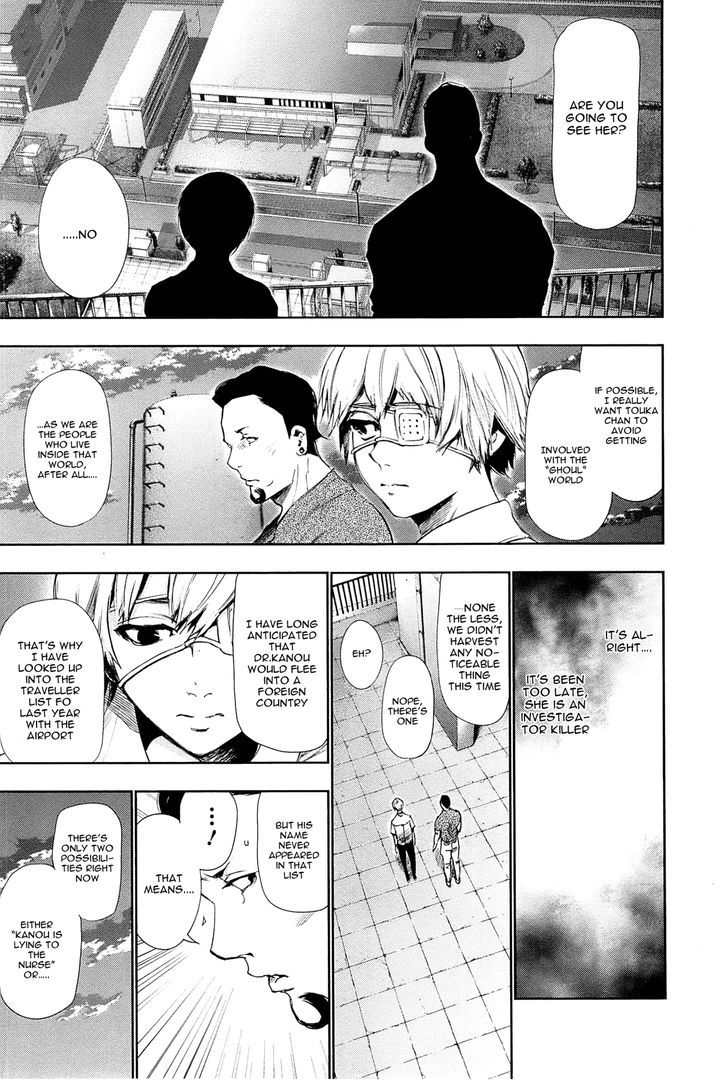 ARE YOU
GOING TO
SEE HER?
.....NO
IF POSSIBLE,
I REALLY
WANT TOUKA
CHAN TO
AVOID
GETTING
INVOLVED
WITH THE
"GHOUL"
WORLD
...AS WE ARE
THE PEOPLE
WHO LIVE
INSIDE THAT
WORLD,
AFTER ALL....
IT'S AL-
RIGHT....
IT'S BEEN
TOO LATE,
SHE IS AN
INVESTIGA-
TOR KILLER
NONE
THE LESS,
WE DIDN'T
HARVEST
ANY NO-
TICEABLE
THING
THIS TIME
EH?
NOPE,
THERE'S
ONE
I HAVE LONG
ANTICIPATED
THAT
DR.KANOU
WOULD FLEE
INTO A
FOREIGN
COUNTRY
THAT'S WHY
I HAVE
LOOKED UP
INTO THE
TRAVELLER
LIST FO
LAST YEAR
WITH THE
AIRPORT
BUT HIS
NAME
NEVER
APPEARED
IN THAT
LIST
...!
THAT
MEANS....
THERE'S
ONLY TWO
POSSIBILI-
TIES RIGHT
NOW
EITHER
"KANOU IS
LYING TO
THE
NURSE"
OR.....